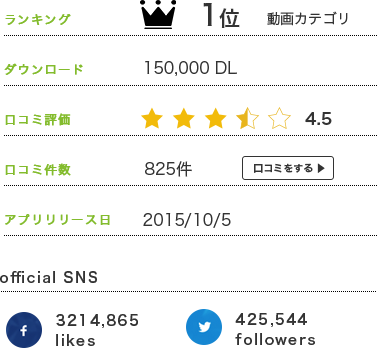 ランキング 1位 動画カテゴリ
ダウンロード 150,000 DL
口コミ評価 4.5
口コミ件数 825件 口コミをする ▶
アプリリリース日 2015/10/5
official SNS
3214,865 likes
425,544 followers